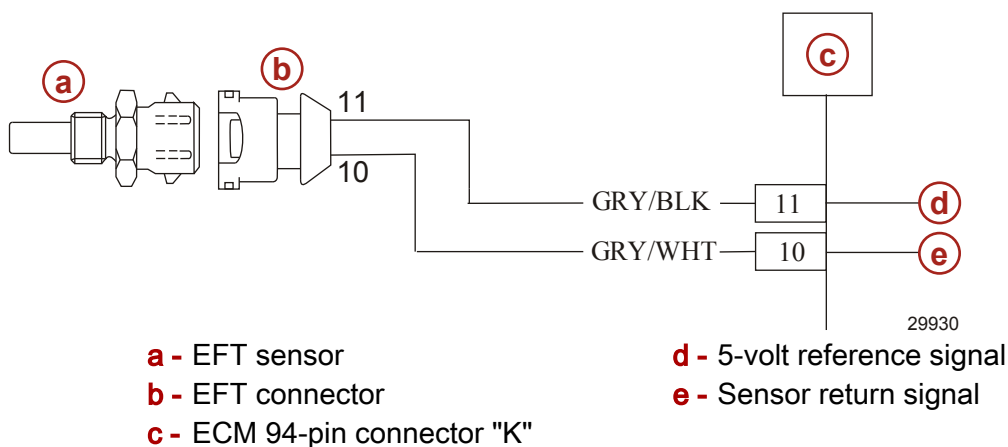 c
a
b
11
10
GRY/BLK 11 d
GRY/WHT 10 e
29930
a - EFT sensor
b - EFT connector
c - ECM 94-pin connector "K"
d - 5-volt reference signal
e - Sensor return signal